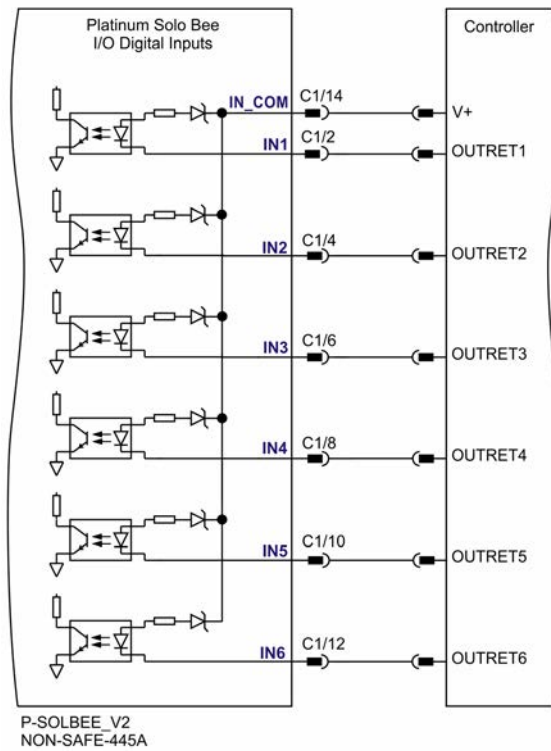 Platinum Solo Bee
I/O Digital Inputs
Controller
IN_COM
C1/14
V+
IN1
C1/2
OUTRET1
IN2
C1/4
OUTRET2
IN3
C1/6
OUTRET3
IN4
C1/8
OUTRET4
IN5
C1/10
OUTRET5
IN6
C1/12
OUTRET6
P-SOLBEE_V2
NON-SAFE-445A